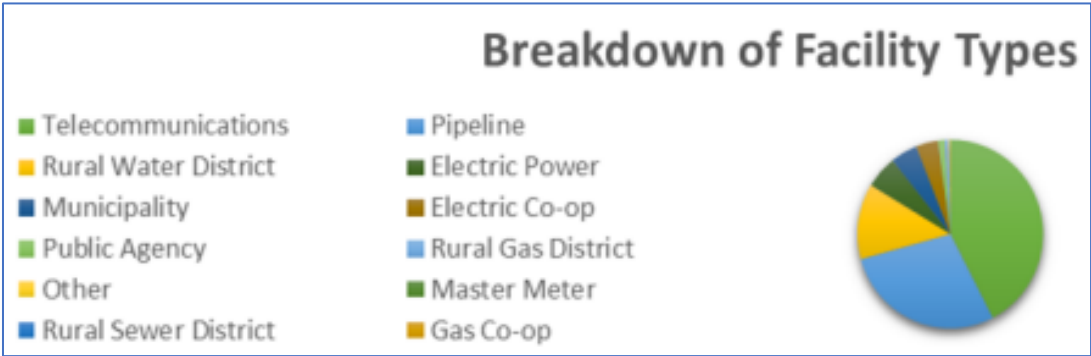 Breakdown of Facility Types
Telecommunications Pipeline
Rural Water District Electric Power
Municipality Electric Co-op
Public Agency Rural Gas District
Other Master Meter
Rural Sewer District Gas Co-op